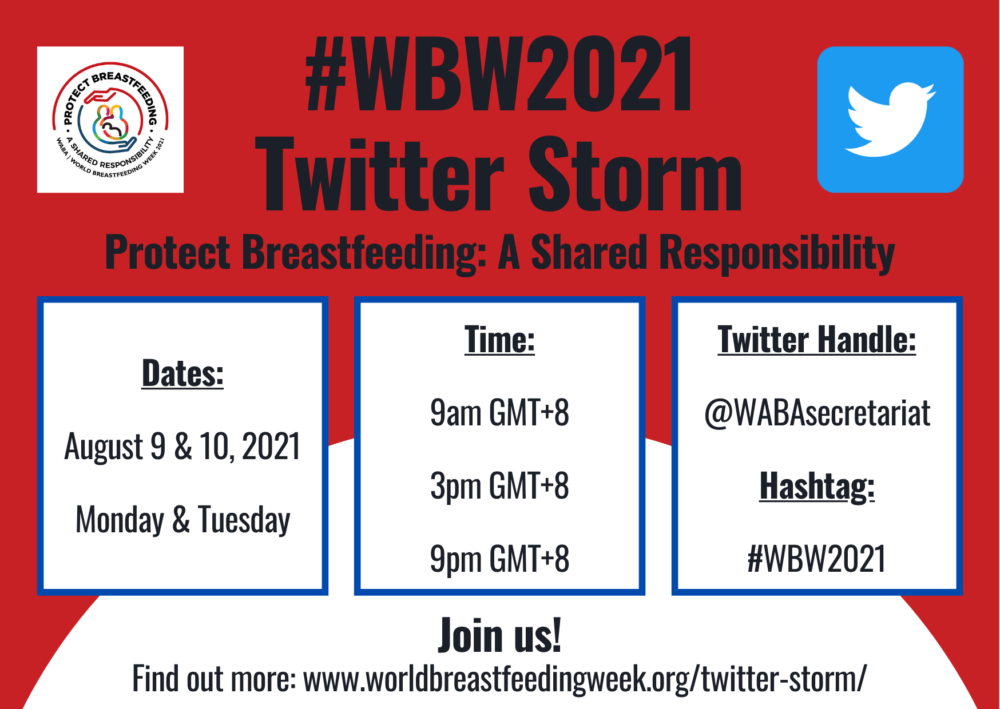 PROTECT BREASTFEEDING
• A SHARED RESPONSIBILITY •
WABA | WORLD BREASTFEEDING WEEK 2021
#WBW2021
Twitter Storm
Protect Breastfeeding: A Shared Responsibility
Dates:
August 9 & 10, 2021
Monday & Tuesday
Time:
9am GMT+8
3pm GMT+8
9pm GMT+8
Twitter Handle:
@WABAsecretariat
Hashtag:
#WBW2021
Join us!
Find out more: www.worldbreastfeedingweek.org/twitter-storm/